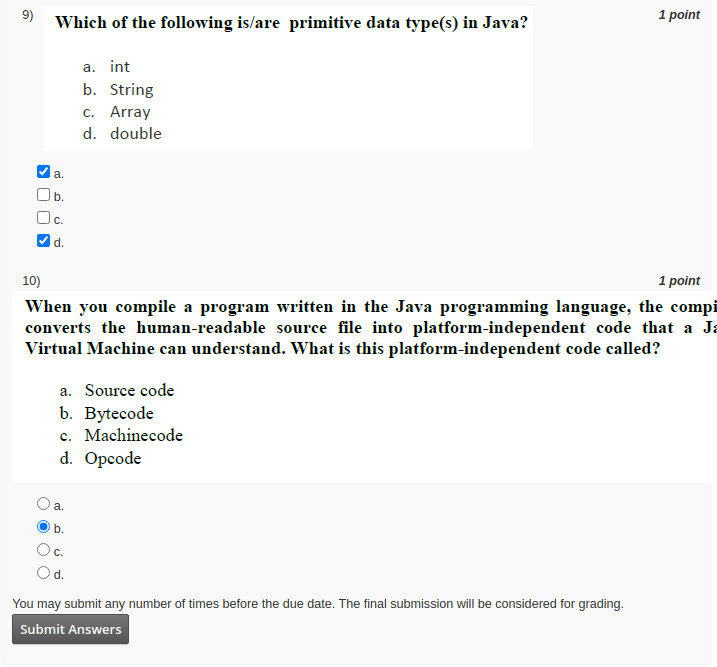 9)
1 point
Which of the following is/are primitive data type(s) in Java?
a. int
b. String
c. Array
d. double
a.
b.
c.
d.
10)
1 point
When you compile a program written in the Java programming language, the compi
converts the human-readable source file into platform-independent code that a Ja
Virtual Machine can understand. What is this platform-independent code called?
a. Source code
b. Bytecode
c. Machinecode
d. Opcode
a.
b.
c.
d.
You may submit any number of times before the due date. The final submission will be considered for grading.
Submit Answers